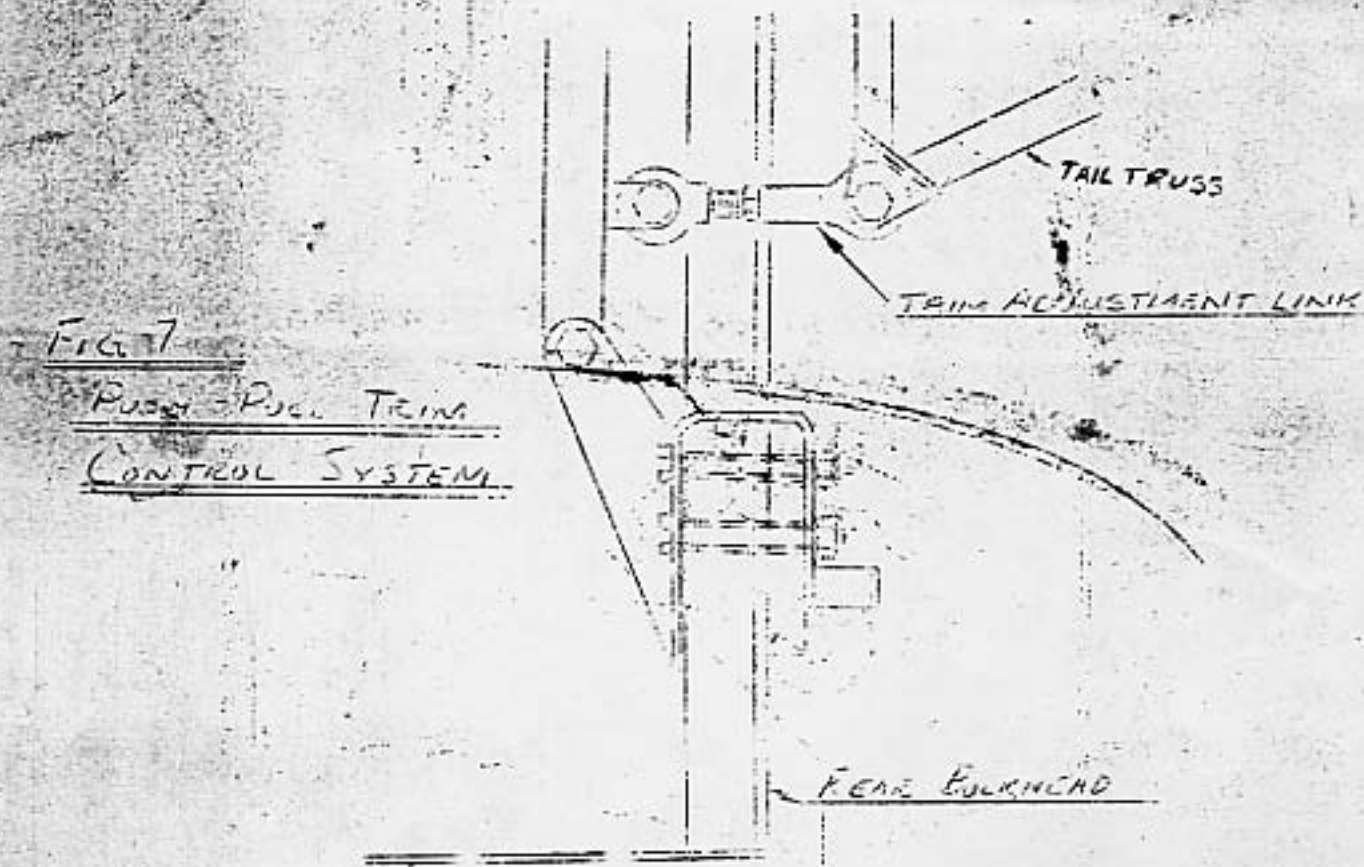 TAIL TRUSS
TRIM ADJUSTMENT LINK
FIG 7
PUSH-PULL TRIM
CONTROL SYSTEM
REAR BULKHEAD